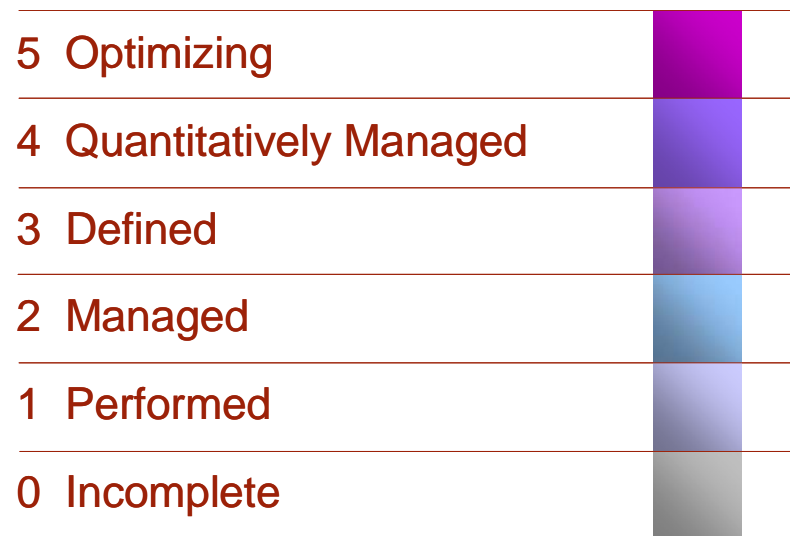 5 Optimizing
4 Quantitatively Managed
3 Defined
2 Managed
1 Performed
0 Incomplete